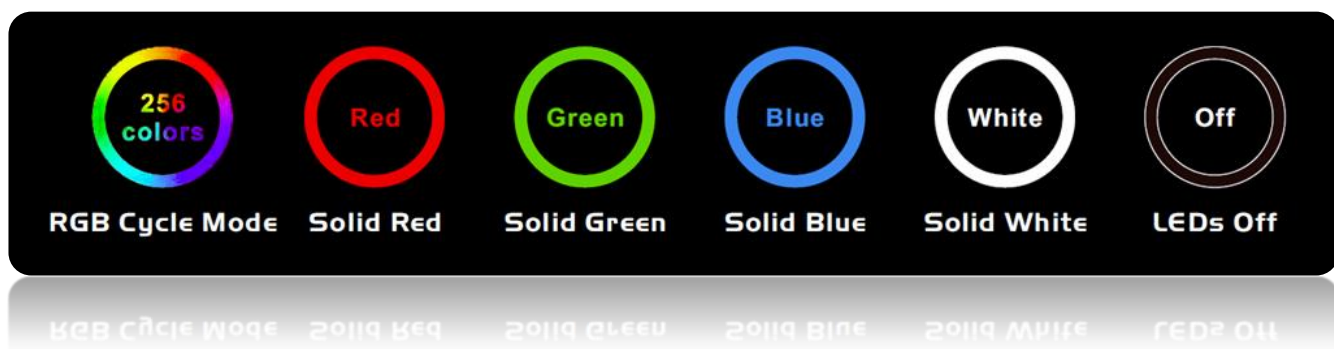 256
colors
Red
Green
Blue
White
Off
RGB Cycle Mode
Solid Red
Solid Green
Solid Blue
Solid White
LEDs Off